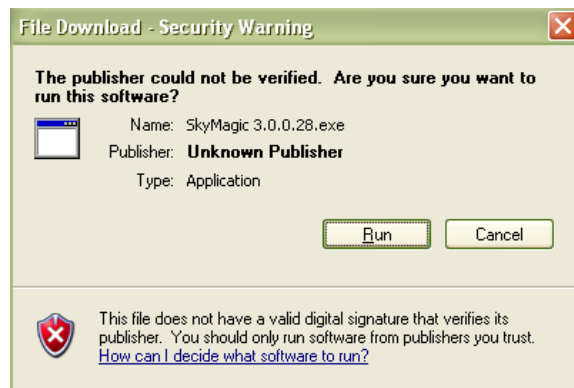 File Download - Security Warning
The publisher could not be verified. Are you sure you want to
run this software?
Name: SkyMagic 3.0.0.28.exe
Publisher: Unknown Publisher
Type: Application
Run Cancel
This file does not have a valid digital signature that verifies its
publisher. You should only run software from publishers you trust.
How can I decide what software to run?